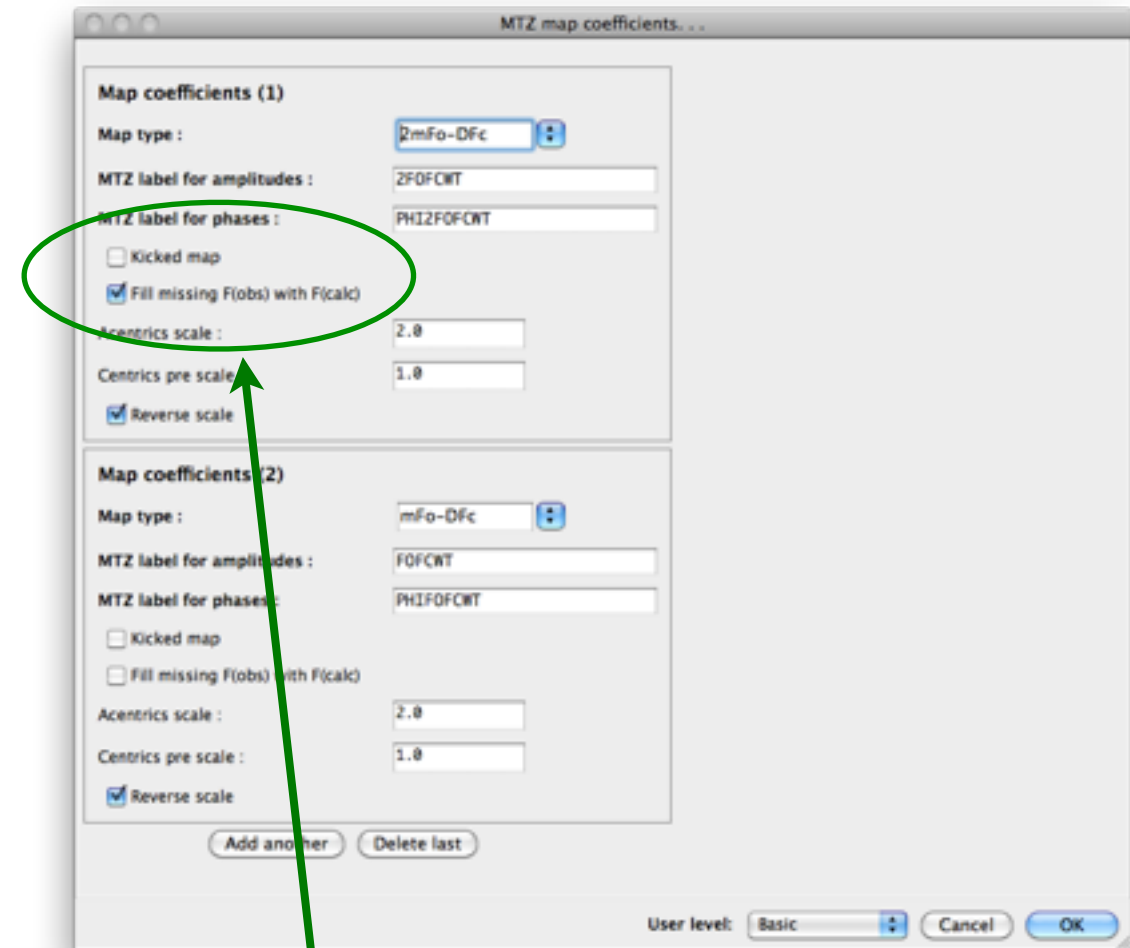 MTZ map coefficients...
Map coefficients (1)
Map type : 2mFo-DFc
MTZ label for amplitudes : 2FOFCWT
MTZ label for phases : PHI2FOFCWT
Kicked map
Fill missing F(obs) with F(calc)
Acentrics scale : 2.0
Centrics pre scale 1.0
Reverse scale
Map coefficients (2)
Map type : mFo-DFc
MTZ label for amplitudes : FOFCWT
MTZ label for phases : PHIFOFCWT
Kicked map
Fill missing F(obs) with F(calc)
Acentrics scale : 2.0
Centrics pre scale : 1.0
Reverse scale
Add another Delete last
User level: Basic Cancel OK